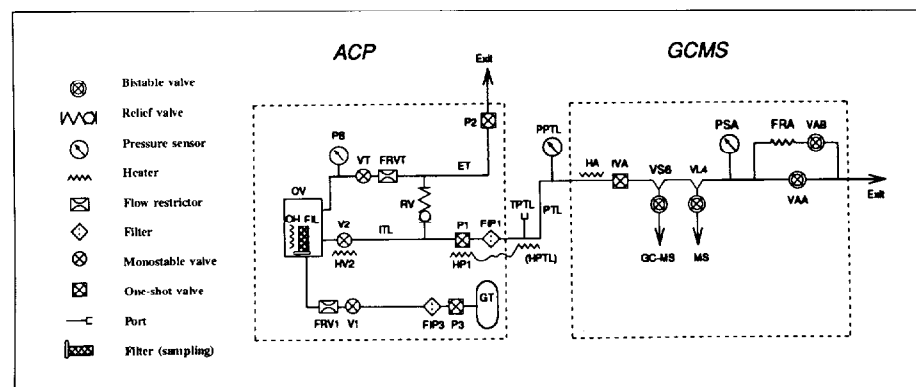 ACP
GCMS
Bistable valve
Relief valve
Pressure sensor
Heater
Flow restrictor
Filter
Monostable valve
One-shot valve
Port
Filter (sampling)
Exit
P2
PS
VT
FRVT
ET
OV
OH
FIL
RV
V2
ITL
HV2
P1
FIP1
HP1
TPTL
PTL
(HPTL)
PPTL
FRV1
V1
FIP3
P3
GT
HA
IVA
VS6
VL4
PSA
FRA
VAB
VAA
GC-MS
MS
Exit